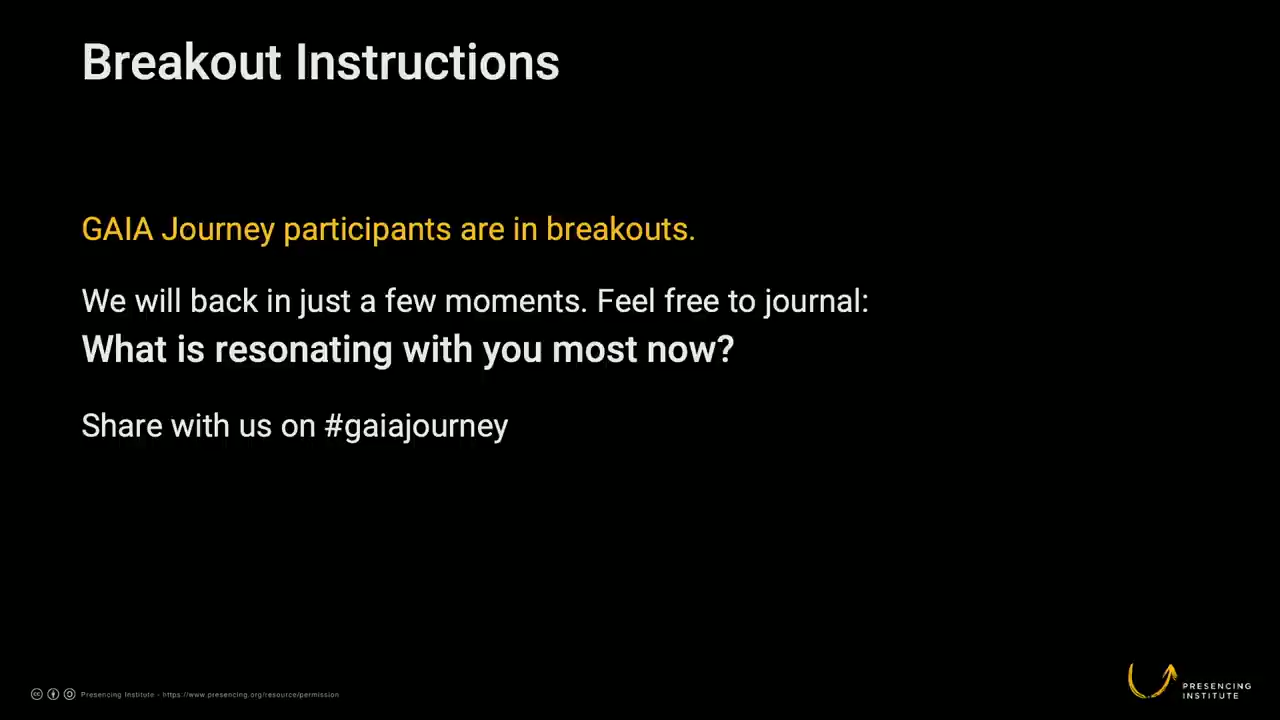 Breakout Instructions
GAIA Journey participants are in breakouts.
We will back in just a few moments. Feel free to journal:
What is resonating with you most now?
Share with us on #gaiajourney
Presencing Institute - https://www.presencing.org/resource/permission
PRESENCING
INSTITUTE